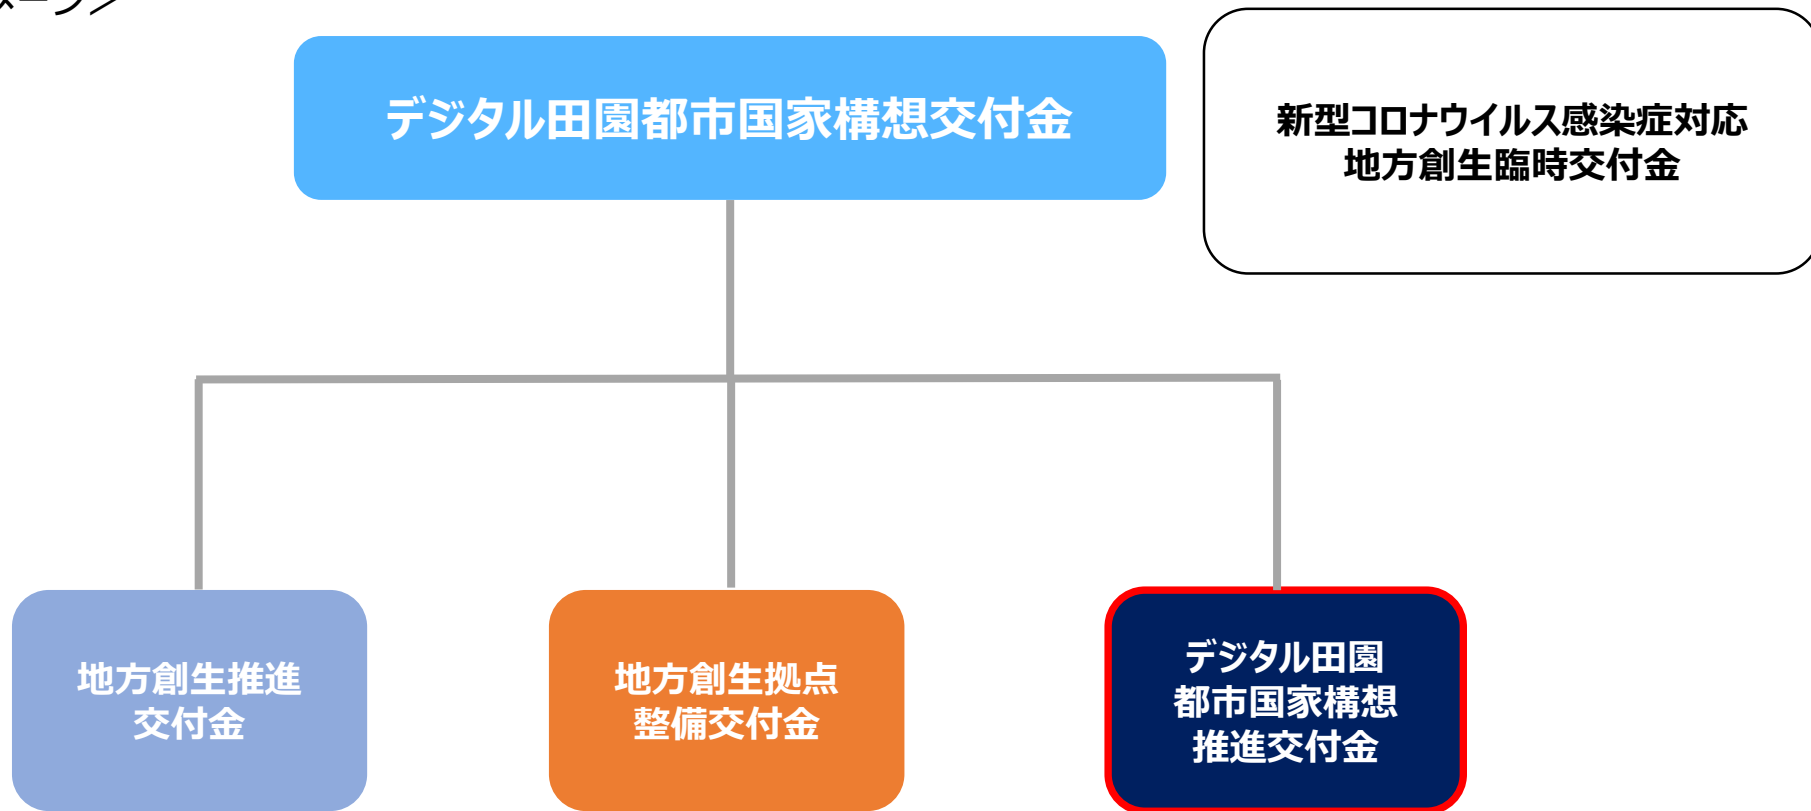 デジタル田園都市国家構想交付金
新型コロナウイルス感染症対応
地方創生臨時交付金
地方創生推進
交付金
地方創生拠点
整備交付金
デジタル田園
都市国家構想
推進交付金